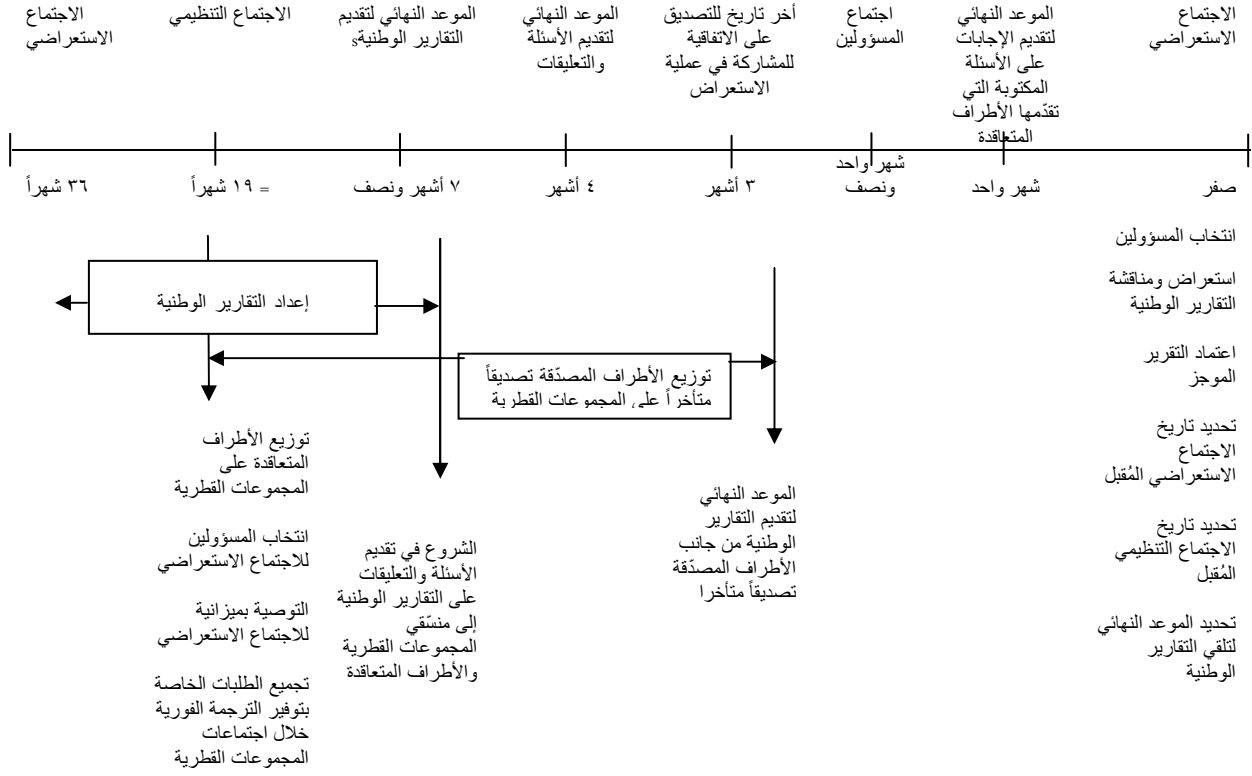 الاجتماع
الاستعراضي
الاجتماع التنظيمي
الموعد النهائي لتقديم
التقارير الوطنيةs
الموعد النهائي
لتقديم الأسئلة
والتعليقات
أخر تاريخ للتصديق
على الاتفاقية
للمشاركة في عملية
الاستعراض
اجتماع
المسؤولين
الموعد النهائي
لتقديم الإجابات
على الأسئلة
المكتوبة التي
تقدّمها الأطراف
المتعاقدة
الاجتماع
الاستعراضي
٣٦ شهراً
= ١٩ شهراً
٧ أشهر ونصف
٤ أشهر
٣ أشهر
شهر واحد
ونصف
شهر واحد
صفر
إعداد التقارير الوطنية
توزيع الأطراف المصدّقة تصديقاً
متأخراً على المجموعات القطرية
توزيع الأطراف
المتعاقدة على
المجموعات القطرية
انتخاب المسؤولين
للاجتماع الاستعراضي
التوصية بميزانية
للاجتماع الاستعراضي
تجميع الطلبات الخاصة
بتوفير الترجمة الفورية
خلال اجتماعات
المجموعات القطرية
الشروع في تقديم
الأسئلة والتعليقات
على التقارير الوطنية
إلى منسّقي
المجموعات القطرية
والأطراف المتعاقدة
الموعد النهائي
لتقديم التقارير
الوطنية من جانب
الأطراف المصدّقة
تصديقاً متأخرا
انتخاب المسؤولين
استعراض ومناقشة
التقارير الوطنية
اعتماد التقرير
الموجز
تحديد تاريخ
الاجتماع
الاستعراضي المُقبل
تحديد تاريخ
الاجتماع التنظيمي
المُقبل
تحديد الموعد النهائي
لتلقي التقارير
الوطنية